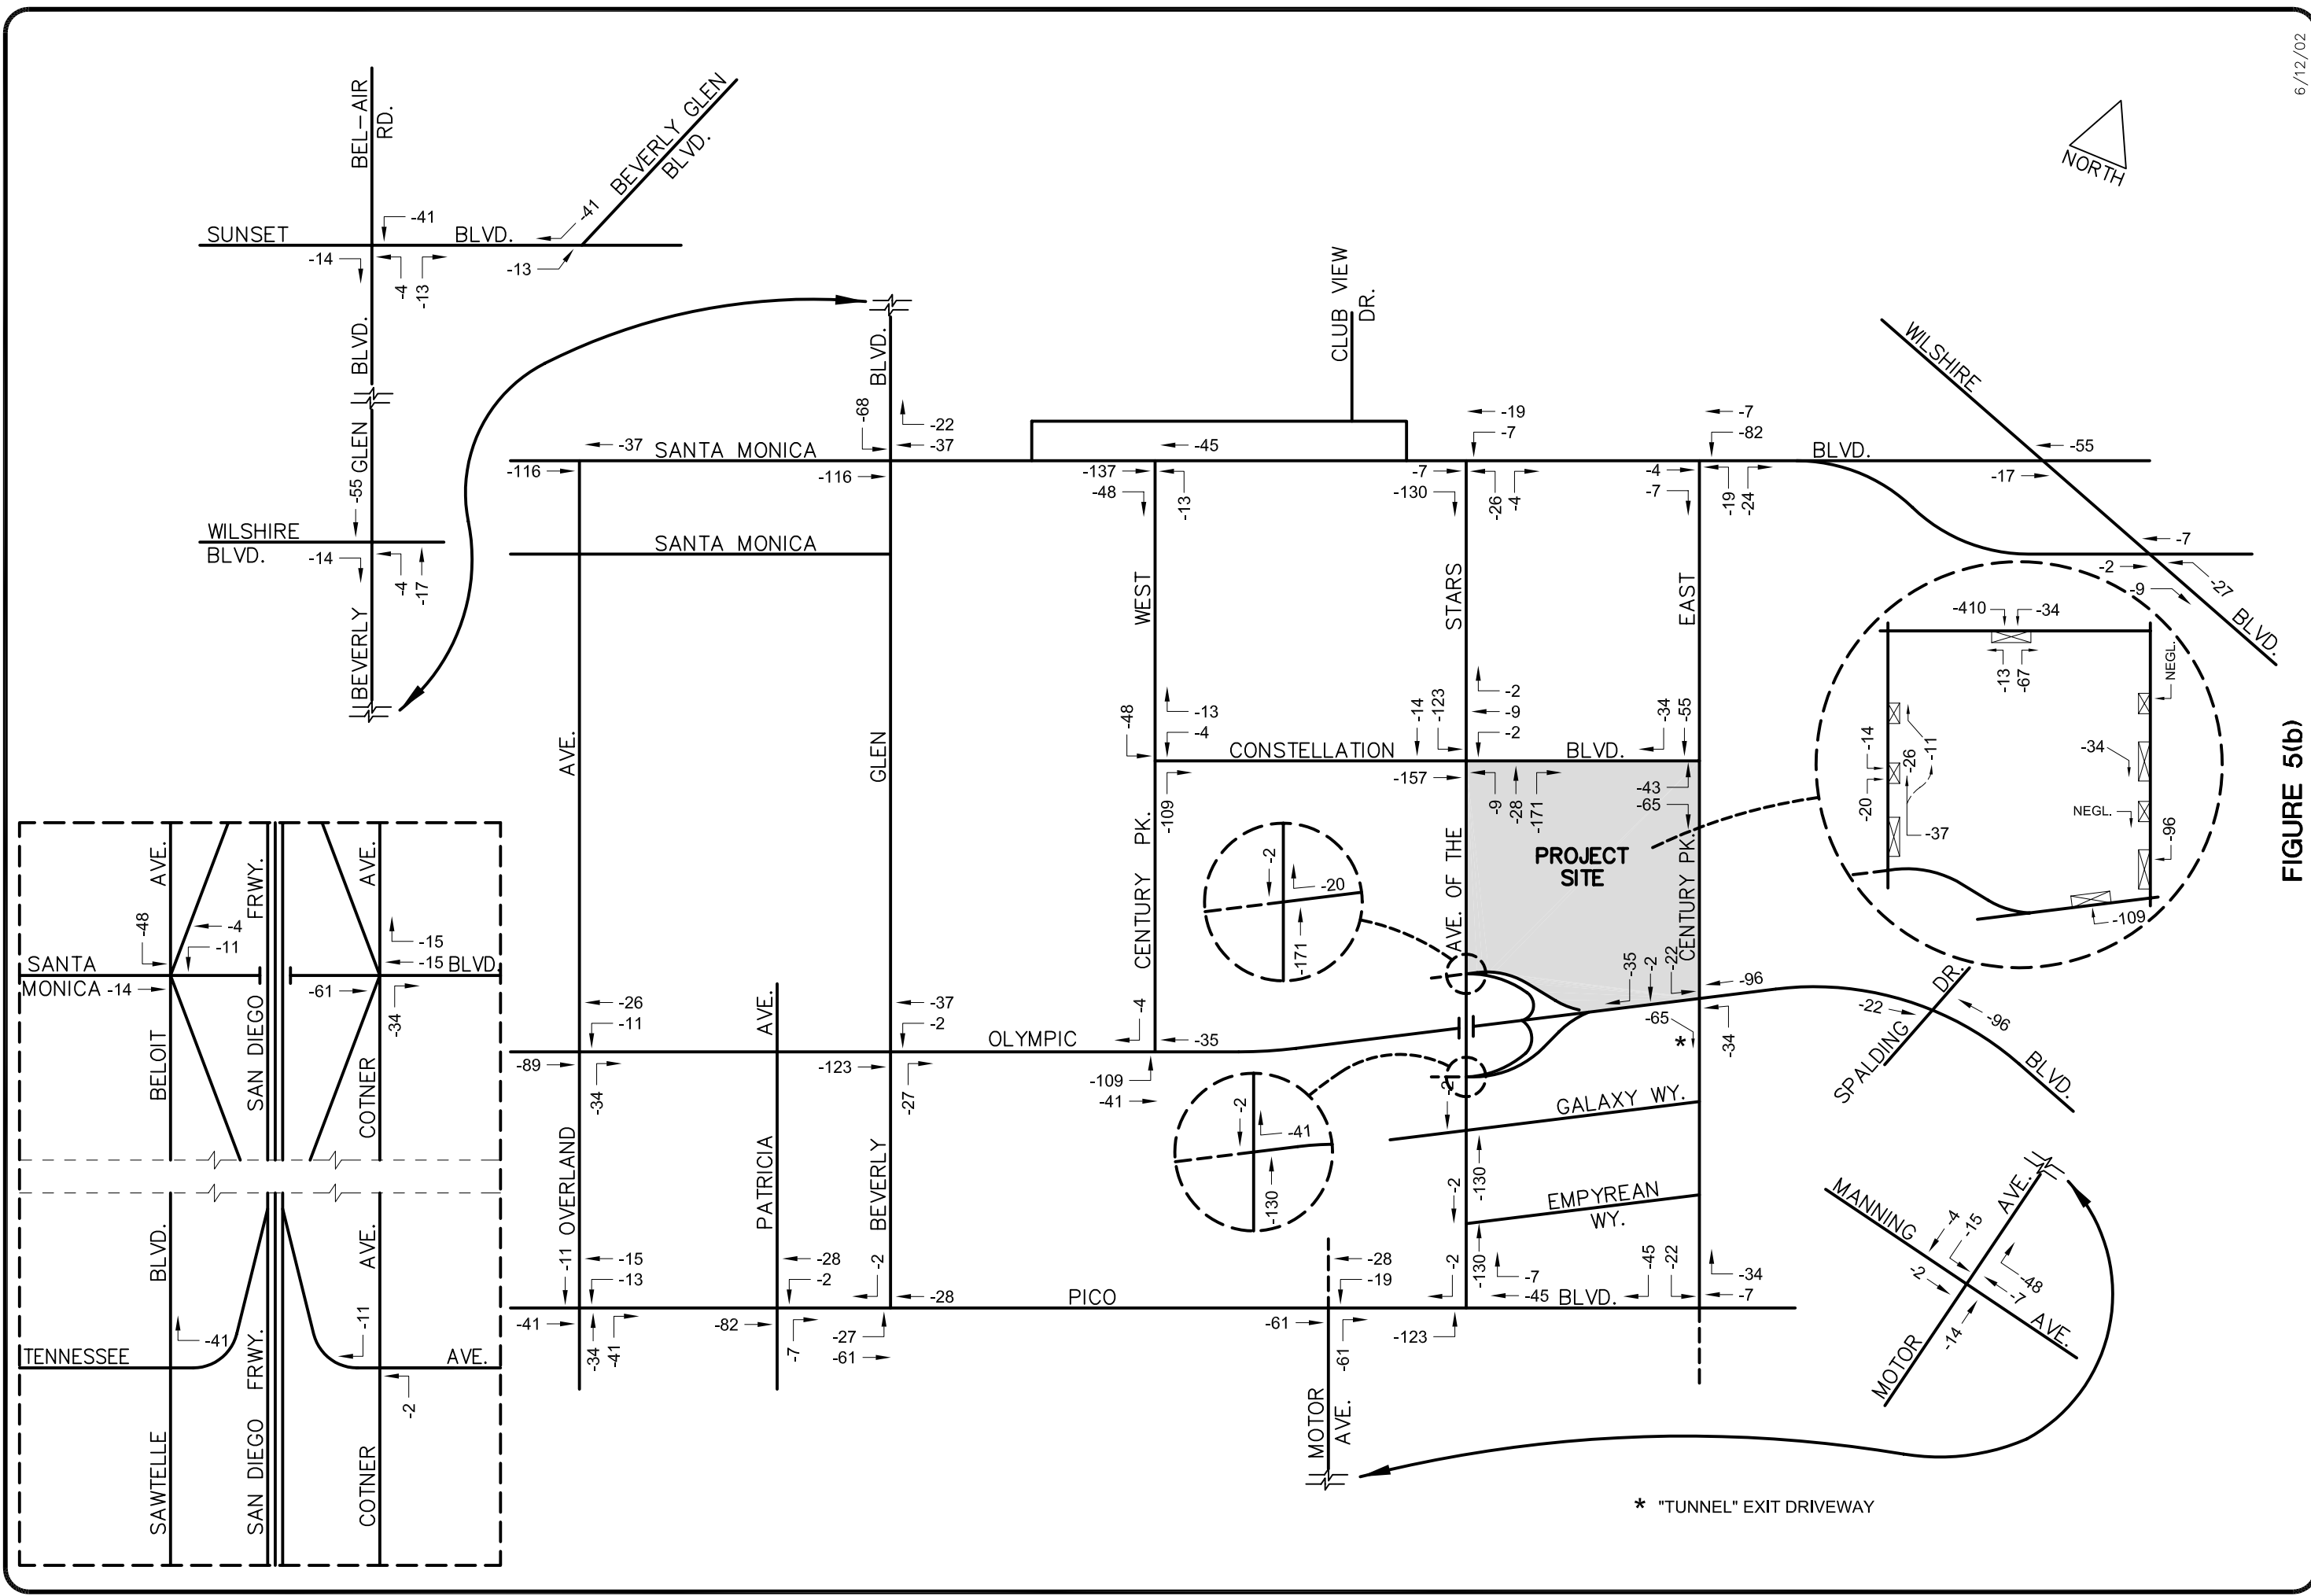 6/12/02
BEL-AIR
RD.
BEVERLY GLEN
BLVD.
-41
-41
SUNSET
BLVD.
-14
-4
-13
-13
NORTH
BLVD.
CLUB VIEW
DR.
BLVD.
WILSHIRE
-55 GLEN
-68
-22
-37
-37
SANTA MONICA
-45
-19
-7
-7
-82
BLVD.
-55
-116
-116
-137
-48
-13
-7
-130
-26
-4
-4
-7
-19
-24
-17
WILSHIRE
BLVD.
-14
-4
-17
SANTA MONICA
-7
-2
-27
-9
BLVD.
BEVERLY
WEST
STARS
EAST
-410
-34
-13
-67
NEGL.
-14
-20
-26
-11
-37
-34
NEGL.
-96
-109
FIGURE 5(b)
AVE.
GLEN
-48
-13
-4
-14
-123
-2
-9
-2
-34
-55
CONSTELLATION
BLVD.
-109
-157
-9
-28
-171
-43
-65
CENTURY PK.
AVE. OF THE
PROJECT
SITE
CENTURY PK.
-2
-20
-171
AVE.
FRWY.
AVE.
-48
-4
-11
-15
-15
BLVD.
SANTA
MONICA
-14
-61
-34
BELOIT
SAN DIEGO
COTNER
-26
-11
AVE.
-37
-2
-4
-35
-35
-2
-22
-96
OLYMPIC
-89
-34
-123
-27
-109
-41
-65
*
-34
-22
DR.
SPALDING
-96
BLVD.
-2
-2
-41
-130
GALAXY WY.
OVERLAND
PATRICIA
BEVERLY
-130
-2
EMPYREAN
WY.
-130
BLVD.
FRWY.
AVE.
-11
-15
-13
-28
-2
-2
-28
PICO
-28
-19
-2
-7
-45
BLVD.
-45
-22
-34
-7
-41
-34
-41
-82
-7
-27
-61
-61
-61
-123
MANNING
AVE.
-4
-15
-2
-48
-7
-14
AVE.
MOTOR
-41
-11
TENNESSEE
AVE.
-2
SAWTELLE
SAN DIEGO
COTNER
MOTOR
AVE.
* "TUNNEL" EXIT DRIVEWAY